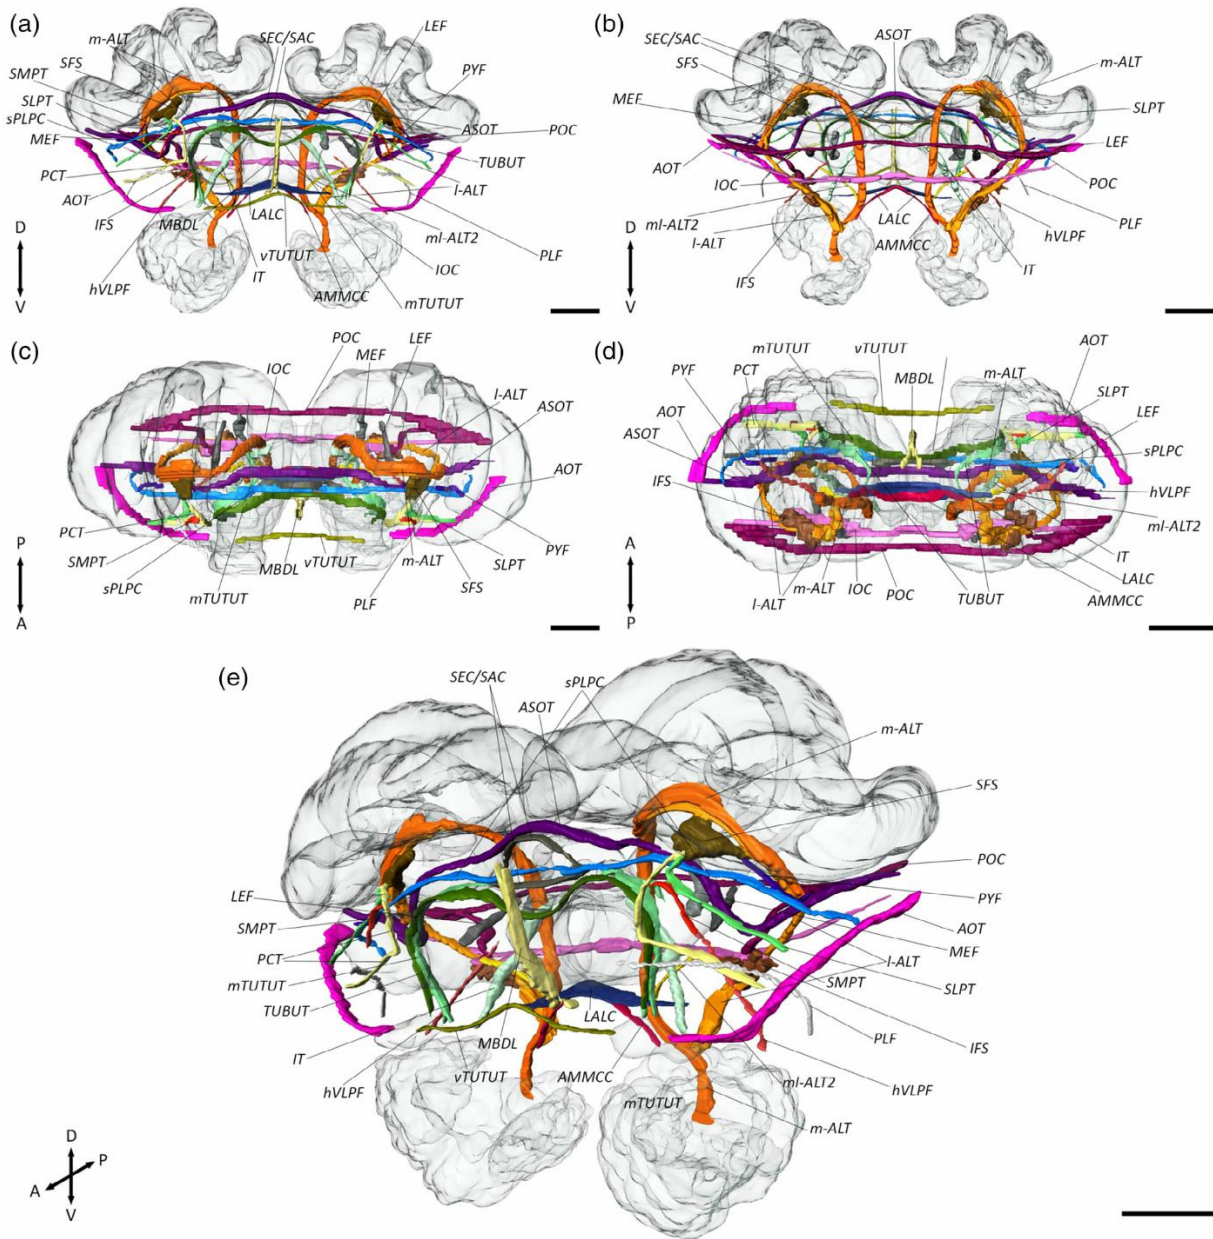 (a)
m-ALT
SEC/SAC
LEF
SFS
PYF
SMPT
SLPT
sPLPC
MEF
ASOT
POC
TUBUT
PCT
AOT
l-ALT
IFS
MBDL
LALC
ml-ALT2
PLF
vTUTUT
IT
IOC
hVLPF
AMMCC
mTUTUT
D
V
(b)
ASOT
SEC/SAC
SFS
m-ALT
MEF
SLPT
LEF
AOT
POC
IOC
ml-ALT2
LALC
PLF
l-ALT
AMMCC
hVLPF
IFS
IT
D
V
(c)
POC
LEF
MEF
IOC
l-ALT
ASOT
AOT
PCT
PYF
SMPT
SLPT
MBDL
vTUTUT
m-ALT
sPLPC
SFS
mTUTUT
PLF
P
A
(d)
mTUTUT
vTUTUT
AOT
PYF
PCT
MBDL
m-ALT
SLPT
AOT
LEF
ASOT
sPLPC
IFS
hVLPF
ml-ALT2
IT
LALC
l-ALT
m-ALT
IOC
POC
TUBUT
AMMCC
A
P
(e)
SEC/SAC
sPLPC
ASOT
m-ALT
SFS
POC
LEF
PYF
SMPT
AOT
PCT
MEF
l-ALT
mTUTUT
SMPT
SLPT
TUBUT
LALC
PLF
IFS
IT
MBDL
vTUTUT
AMMCC
ml-ALT2
hVLPF
hVLPF
mTUTUT
m-ALT
D
P
A
V